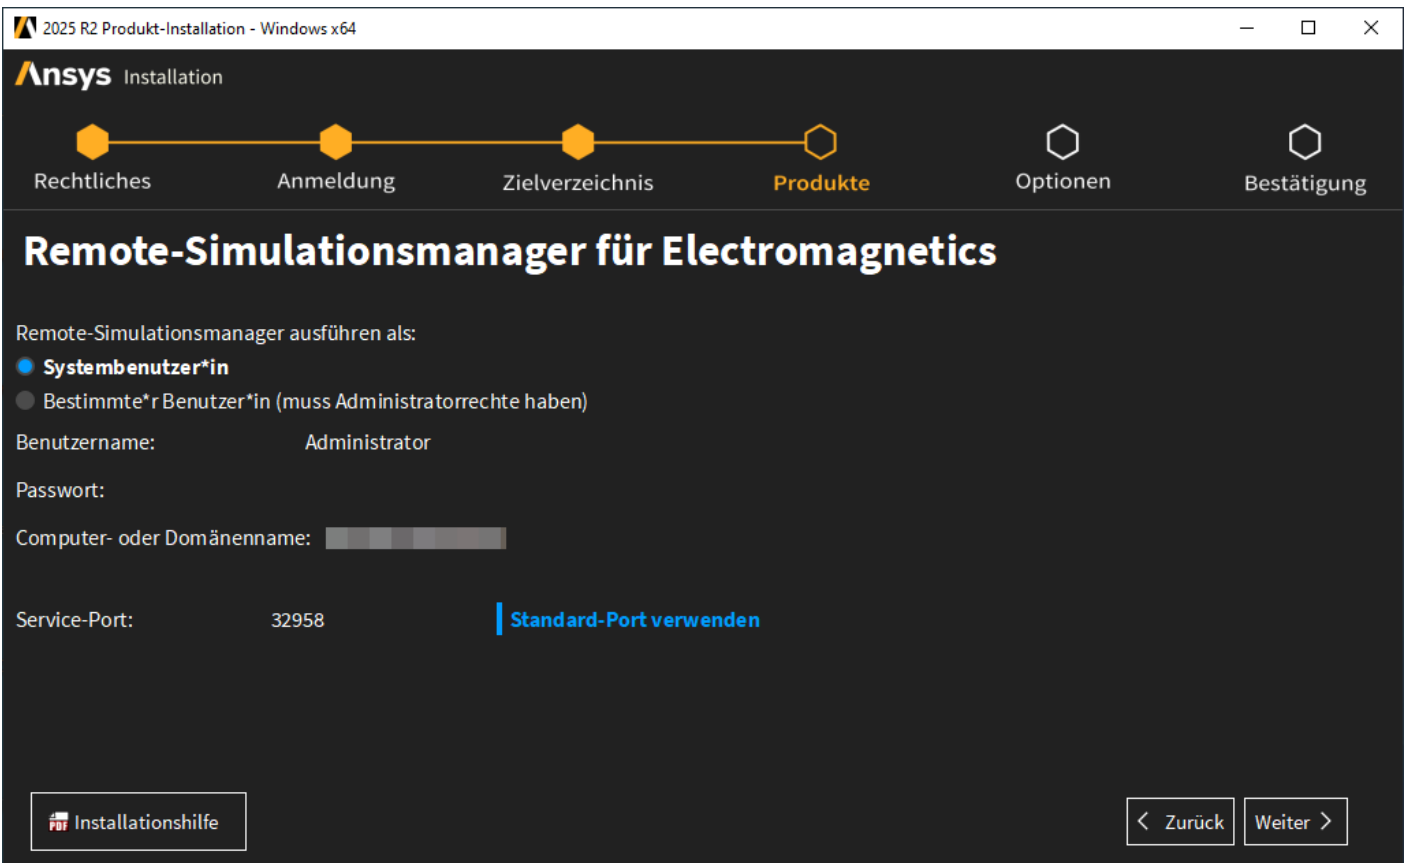 2025 R2 Produkt-Installation - Windows x64
Ansys Installation
Rechtliches Anmeldung Zielverzeichnis Produkte Optionen Bestätigung
Remote-Simulationsmanager für Electromagnetics
Remote-Simulationsmanager ausführen als:
Systembenutzer*in
Bestimmte*r Benutzer*in (muss Administratorrechte haben)
Benutzername: Administrator
Passwort:
Computer- oder Domänenname:
Service-Port: 32958 Standard-Port verwenden
PDF Installationshilfe Zurück Weiter